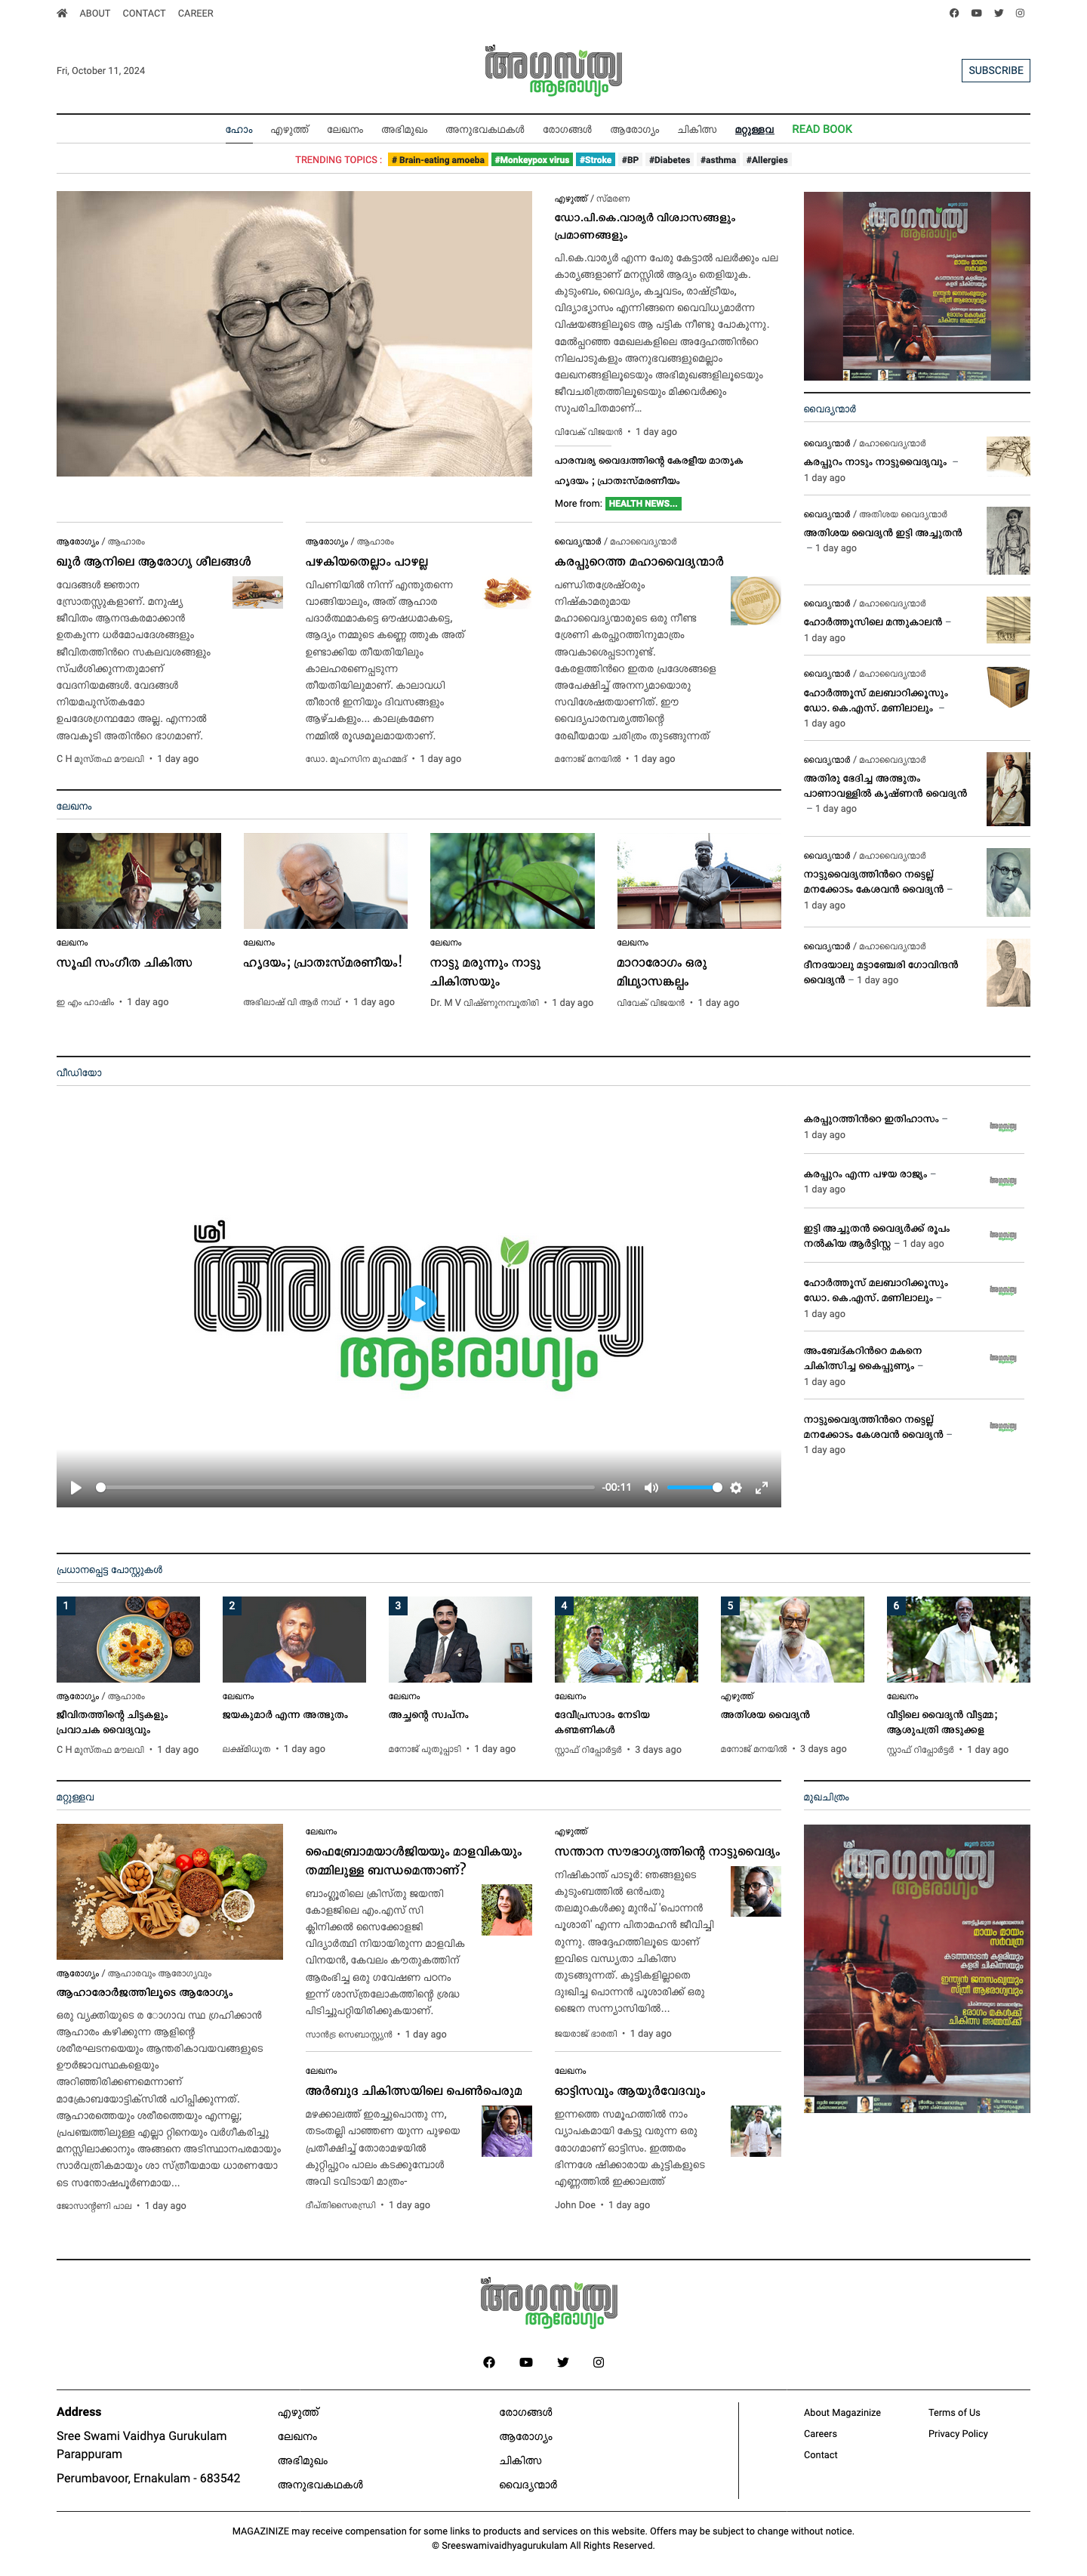 ABOUT CONTACT CAREER
Fri, October 11, 2024
ശ്രീ
അഗസ്ത്യ
ആരോഗ്യം
SUBSCRIBE
ഹോം എഴുത്ത് ലേഖനം അഭിമുഖം അനുഭവകഥകൾ രോഗങ്ങൾ ആരോഗ്യം ചികിത്സ മറ്റുള്ളവ READ BOOK
TRENDING TOPICS : # Brain-eating amoeba #Monkeypox virus #Stroke #BP #Diabetes #asthma #Allergies
എഴുത്ത് / സ്മരണ
ഡോ.പി.കെ.വാര്യർ വിശ്വാസങ്ങളും
പ്രമാണങ്ങളും
പി.കെ.വാര്യർ എന്ന പേരു കേട്ടാൽ പലർക്കും പല
കാര്യങ്ങളാണ് മനസ്സിൽ ആദ്യം തെളിയുക.
കുടുംബം, വൈദ്യം, കച്ചവടം, രാഷ്ട്രീയം,
വിദ്യാഭ്യാസം എന്നിങ്ങനെ വൈവിധ്യമാർന്ന
വിഷയങ്ങളിലൂടെ ആ പട്ടിക നീണ്ടു പോകുന്നു.
മേൽപ്പറഞ്ഞ മേഖലകളിലെ അദ്ദേഹത്തിൻറെ
നിലപാടുകളും അനുഭവങ്ങളുമെല്ലാം
ലേഖനങ്ങളിലൂടെയും അഭിമുഖങ്ങളിലൂടെയും
ജീവചരിത്രത്തിലൂടെയും മിക്കവർക്കും
സുപരിചിതമാണ്...
വിവേക് വിജയൻ • 1 day ago
പാരമ്പര്യ വൈദ്യത്തിന്റെ കേരളീയ മാതൃക
ഹൃദയം ; പ്രാതഃസ്മരണീയം
More from: HEALTH NEWS...
ആരോഗ്യം / ആഹാരം
ഖുർ ആനിലെ ആരോഗ്യ ശീലങ്ങൾ
വേദങ്ങൾ ജ്ഞാന
സ്രോതസ്സുകളാണ്. മനുഷ്യ
ജീവിതം ആനന്ദകരമാക്കാൻ
ഉതകുന്ന ധർമോപദേശങ്ങളും
ജീവിതത്തിൻറെ സകലവശങ്ങളും
സ്പർശിക്കുന്നതുമാണ്
വേദനിയമങ്ങൾ. വേദങ്ങൾ
നിയമപുസ്തകമോ
ഉപദേശഗ്രന്ഥമോ അല്ല. എന്നാൽ
അവകൂടി അതിൻറെ ഭാഗമാണ്.
C H മുസ്തഫ മൗലവി • 1 day ago
ആരോഗ്യം / ആഹാരം
പഴകിയതെല്ലാം പാഴല്ല
വിപണിയിൽ നിന്ന് എന്തുതന്നെ
വാങ്ങിയാലും, അത് ആഹാര
പദാർത്ഥമാകട്ടെ ഔഷധമാകട്ടെ,
ആദ്യം നമ്മുടെ കണ്ണെ ത്തുക അത്
ഉണ്ടാക്കിയ തീയതിയിലും
കാലഹരണപ്പെടുന്ന
തീയതിയിലുമാണ്. കാലാവധി
തീരാൻ ഇനിയും ദിവസങ്ങളും
ആഴ്ചകളും... കാലക്രമേണ
നമ്മിൽ രൂഢമൂലമായതാണ്.
ഡോ. മുഹസിന മുഹമ്മദ് • 1 day ago
വൈദ്യന്മാർ / മഹാവൈദ്യന്മാർ
കരപ്പുറത്തെ മഹാവൈദ്യന്മാർ
പണ്ഡിതശ്രേഷ്ഠരും
നിഷ്കാമരുമായ
മഹാവൈദ്യന്മാരുടെ ഒരു നീണ്ട
ശ്രേണി കരപ്പുറത്തിനുമാത്രം
അവകാശപ്പെടാനുണ്ട്.
കേരളത്തിൻറെ ഇതര പ്രദേശങ്ങളെ
അപേക്ഷിച്ച് അനന്യമായൊരു
സവിശേഷതയാണിത്. ഈ
വൈദ്യപാരമ്പര്യത്തിന്റെ
രേഖീയമായ ചരിത്രം തുടങ്ങുന്നത്
മനോജ് മനയിൽ • 1 day ago
വൈദ്യന്മാർ
വൈദ്യന്മാർ / മഹാവൈദ്യന്മാർ
കരപ്പുറം നാടും നാട്ടുവൈദ്യവും –
1 day ago
വൈദ്യന്മാർ / അതിശയ വൈദ്യന്മാർ
അതിശയ വൈദ്യൻ ഇട്ടി അച്യുതൻ
– 1 day ago
വൈദ്യന്മാർ / മഹാവൈദ്യന്മാർ
ഹോർത്തൂസിലെ മന്തുകാലൻ –
1 day ago
വൈദ്യന്മാർ / മഹാവൈദ്യന്മാർ
ഹോർത്തൂസ് മലബാറിക്കൂസും
ഡോ. കെ.എസ്. മണിലാലും –
1 day ago
വൈദ്യന്മാർ / മഹാവൈദ്യന്മാർ
അതിരു ഭേദിച്ച അത്ഭുതം
പാണാവള്ളിൽ കൃഷ്ണൻ വൈദ്യൻ
– 1 day ago
വൈദ്യന്മാർ / മഹാവൈദ്യന്മാർ
നാട്ടുവൈദ്യത്തിൻറെ നട്ടെല്ല്
മനക്കോടം കേശവൻ വൈദ്യൻ –
1 day ago
വൈദ്യന്മാർ / മഹാവൈദ്യന്മാർ
ദീനദയാലു മട്ടാഞ്ചേരി ഗോവിന്ദൻ
വൈദ്യൻ – 1 day ago
ലേഖനം
ലേഖനം
സൂഫി സംഗീത ചികിത്സ
ഇ എം ഹാഷിം • 1 day ago
ലേഖനം
ഹൃദയം; പ്രാതഃസ്മരണീയം!
അഭിലാഷ് വി ആർ നാഥ് • 1 day ago
ലേഖനം
നാട്ടു മരുന്നും നാട്ടു
ചികിത്സയും
Dr. M V വിഷ്ണുനമ്പൂതിരി • 1 day ago
ലേഖനം
മാറാരോഗം ഒരു
മിഥ്യാസങ്കല്പം
വിവേക് വിജയൻ • 1 day ago
വീഡിയോ
ശ്രീ
അഗസ്ത്യ
ആരോഗ്യം
-00:11
കരപ്പുറത്തിൻറെ ഇതിഹാസം –
1 day ago
കരപ്പുറം എന്ന പഴയ രാജ്യം –
1 day ago
ഇട്ടി അച്യുതൻ വൈദ്യർക്ക് രൂപം
നൽകിയ ആർട്ടിസ്റ്റ – 1 day ago
ഹോർത്തൂസ് മലബാറിക്കൂസും
ഡോ. കെ.എസ്. മണിലാലും –
1 day ago
അംബേദ്കറിൻറെ മകനെ
ചികിത്സിച്ച കൈപ്പുണ്യം –
1 day ago
നാട്ടുവൈദ്യത്തിൻറെ നട്ടെല്ല്
മനക്കോടം കേശവൻ വൈദ്യൻ –
1 day ago
പ്രധാനപ്പെട്ട പോസ്റ്റുകൾ
1 2 3 4 5 6
ആരോഗ്യം / ആഹാരം
ജീവിതത്തിന്റെ ചിട്ടകളും
പ്രവാചക വൈദ്യവും
C H മുസ്തഫ മൗലവി • 1 day ago
ലേഖനം
ജയകുമാർ എന്ന അത്ഭുതം
ലക്ഷ്മിധൂത • 1 day ago
ലേഖനം
അച്ഛന്റെ സ്വപ്നം
മനോജ് പുതുപ്പാടി • 1 day ago
ലേഖനം
ദേവീപ്രസാദം നേടിയ
കണ്മണികൾ
സ്റ്റാഫ് റിപ്പോർട്ടർ • 3 days ago
എഴുത്ത്
അതിശയ വൈദ്യൻ
മനോജ് മനയിൽ • 3 days ago
ലേഖനം
വീട്ടിലെ വൈദ്യൻ വീട്ടമ്മ;
ആശുപത്രി അടുക്കള
സ്റ്റാഫ് റിപ്പോർട്ടർ • 1 day ago
മറ്റുള്ളവ
ആരോഗ്യം / ആഹാരവും ആരോഗ്യവും
ആഹാരോർജത്തിലൂടെ ആരോഗ്യം
ഒരു വ്യക്തിയുടെ ര ോഗാവ സ്ഥ ഗ്രഹിക്കാൻ
ആഹാരം കഴിക്കുന്ന ആളിന്റെ
ശരീരഘടനയെയും ആന്തരികാവയവങ്ങളുടെ
ഊർജാവസ്ഥകളെയും
അറിഞ്ഞിരിക്കണമെന്നാണ്
മാക്രോബയോട്ടിക്സിൽ പഠിപ്പിക്കുന്നത്.
ആഹാരത്തെയും ശരീരത്തെയും എന്നല്ല;
പ്രപഞ്ചത്തിലുള്ള എല്ലാ റ്റിനെയും വർഗീകരിച്ചു
മനസ്സിലാക്കാനും അങ്ങനെ അടിസ്ഥാനപരമായും
സാർവത്രികമായും ശാ സ്ത്രീയമായ ധാരണയോ
ടെ സന്തോഷപൂർണമായ...
ജോസാന്റണി പാല • 1 day ago
ലേഖനം
ഫൈബ്രോമയാൾജിയയും മാളവികയും
തമ്മിലുള്ള ബന്ധമെന്താണ്?
ബാംഗ്ലൂരിലെ ക്രിസ്തു ജയന്തി
കോളജിലെ എം.എസ് സി
ക്ലിനിക്കൽ സൈക്കോളജി
വിദ്യാർത്ഥി നിയായിരുന്ന മാളവിക
വിനയൻ, കേവലം കൗതുകത്തിന്
ആരംഭിച്ച ഒരു ഗവേഷണ പഠനം
ഇന്ന് ശാസ്ത്രലോകത്തിന്റെ ശ്രദ്ധ
പിടിച്ചുപറ്റിയിരിക്കുകയാണ്.
സാൻട്ര സെബാസ്റ്റ്യൻ • 1 day ago
എഴുത്ത്
സന്താന സൗഭാഗ്യത്തിന്റെ നാട്ടുവൈദ്യം
നിഷികാന്ത് പാടൂർ: ഞങ്ങളുടെ
കുടുംബത്തിൽ ഒൻപതു
തലമുറകൾക്കു മുൻപ് 'പൊന്നൻ
പൂശാരി' എന്ന പിതാമഹൻ ജീവിച്ചി
രുന്നു. അദ്ദേഹത്തിലൂടെ യാണ്
ഇവിടെ വന്ധ്യതാ ചികിത്സ
തുടങ്ങുന്നത്. കുട്ടികളില്ലാതെ
ദുഃഖിച്ച പൊന്നൻ പൂശാരിക്ക് ഒരു
ജൈന സന്ന്യാസിയിൽ...
ജയരാജ് ഭാരതി • 1 day ago
ലേഖനം
അർബുദ ചികിത്സയിലെ പെൺപെരുമ
മഴക്കാലത്ത് ഇരച്ചുപൊന്തു ന്ന,
തടംതല്ലി പാഞ്ഞണ യുന്ന പുഴയെ
പ്രതീക്ഷിച്ച് തോരാമഴയിൽ
കുറ്റിപ്പുറം പാലം കടക്കുമ്പോൾ
അവി ടവിടായി മാത്രം-
ദീപ്തിസൈരന്ധ്രി • 1 day ago
ലേഖനം
ഓട്ടിസവും ആയുർവേദവും
ഇന്നത്തെ സമൂഹത്തിൽ നാം
വ്യാപകമായി കേട്ടു വരുന്ന ഒരു
രോഗമാണ് ഓട്ടിസം. ഇത്തരം
ഭിന്നശേ ഷിക്കാരായ കുട്ടികളുടെ
എണ്ണത്തിൽ ഇക്കാലത്ത്
John Doe • 1 day ago
മുഖചിത്രം
ജൂൺ 2023
അഗസ്ത്യ
ആരോഗ്യം
മായം മായം
സർവത്ര
കടത്തനാടൻ കളരിയും
കളരി ചികിത്സയും
ഇന്ത്യൻ ജനസംഖ്യയും
സ്ത്രീ ആരോഗ്യവും
രോഗം മകൾക്ക്
ചികിത്സ അമ്മയ്ക്ക്
ശ്രീ
അഗസ്ത്യ
ആരോഗ്യം
Address
Sree Swami Vaidhya Gurukulam
Parappuram
Perumbavoor, Ernakulam - 683542
എഴുത്ത്
ലേഖനം
അഭിമുഖം
അനുഭവകഥകൾ
രോഗങ്ങൾ
ആരോഗ്യം
ചികിത്സ
വൈദ്യന്മാർ
About Magazinize
Careers
Contact
Terms of Us
Privacy Policy
MAGAZINIZE may receive compensation for some links to products and services on this website. Offers may be subject to change without notice.
© Sreeswamivaidhyagurukulam All Rights Reserved.